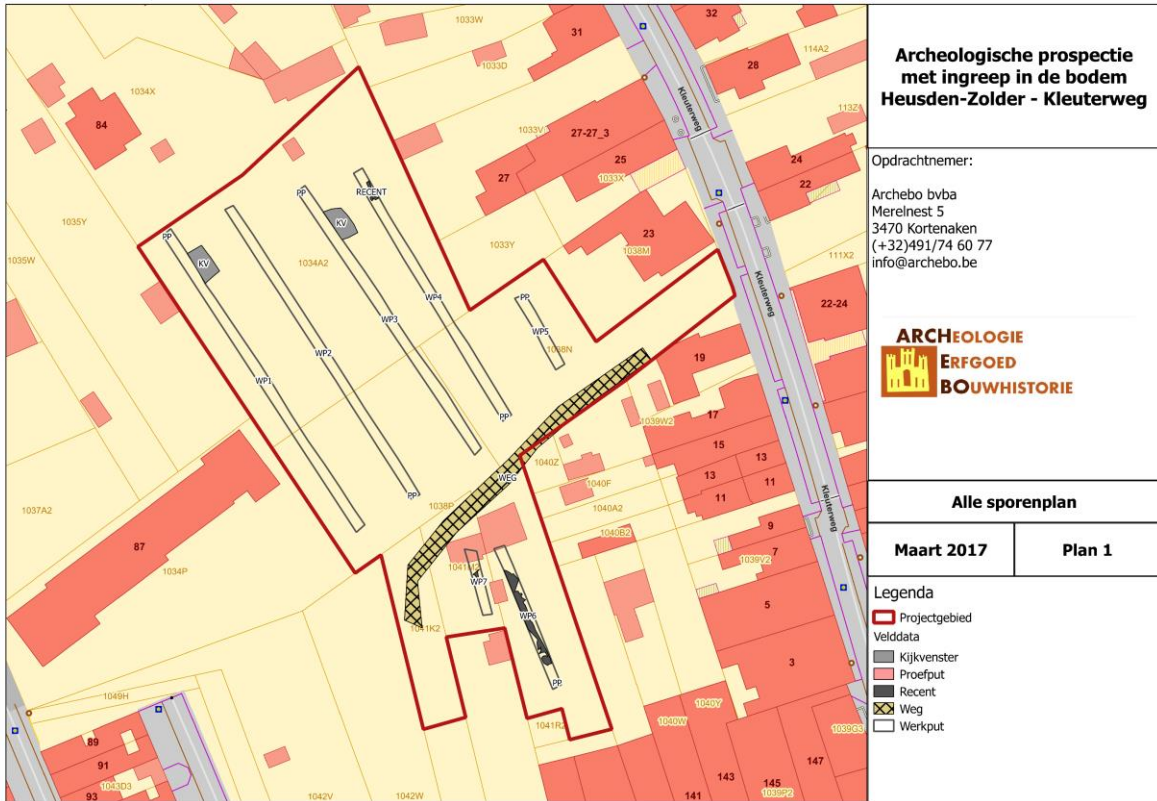 Archeologische prospectie
met ingreep in de bodem
Heusden-Zolder - Kleuterweg
Opdrachtnemer:
Archebo bvba
Merelnest 5
3470 Kortenaken
(+32)491/74 60 77
info@archebo.be
ARCHEOLOGIE
ERFGOED
BOUWHISTORIE
Alle sporenplan
Maart 2017
Plan 1
Legenda
Projectgebied
Velddata
Kijkvenster
Proefput
Recent
Weg
Werkput
1033W
31
32
1033D
28
114A2
1034X
84
Kleuterweg
113Z
1033V
27-27_3
25
24
27
1033X
22
PP
RECENT
PP
1035Y
KV
1034A2
1033Y
23
1038M
111X2
1035W
PP
KV
Kleuterweg
22-24
WP4
PP
WP3
WP5
WP2
1038N
19
WP1
PP
17
1039W2
15
13
1040Z
WEG
1040F
13
11
PP
11
1038P
1040A2
Kleuterweg
1037A2
9
1040B2
7
87
1039V2
1034P
1041M2
WP7
5
WP6
1041K2
3
PP
1049H
1040Y
1041R2
1040W
1039G3
89
91
147
143
145
1043D3
93
1042V
1042W
141
1039P2